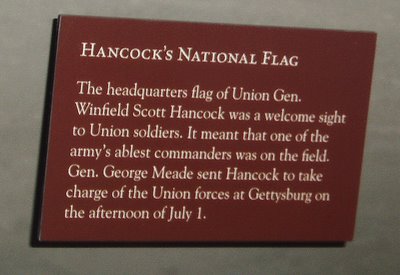 HANCOCK'S NATIONAL FLAG
The headquarters flag of Union Gen.
Winfield Scott Hancock was a welcome sight
to Union soldiers. It meant that one of the
army's ablest commanders was on the field.
Gen. George Meade sent Hancock to take
charge of the Union forces at Gettysburg on
the afternoon of July 1.